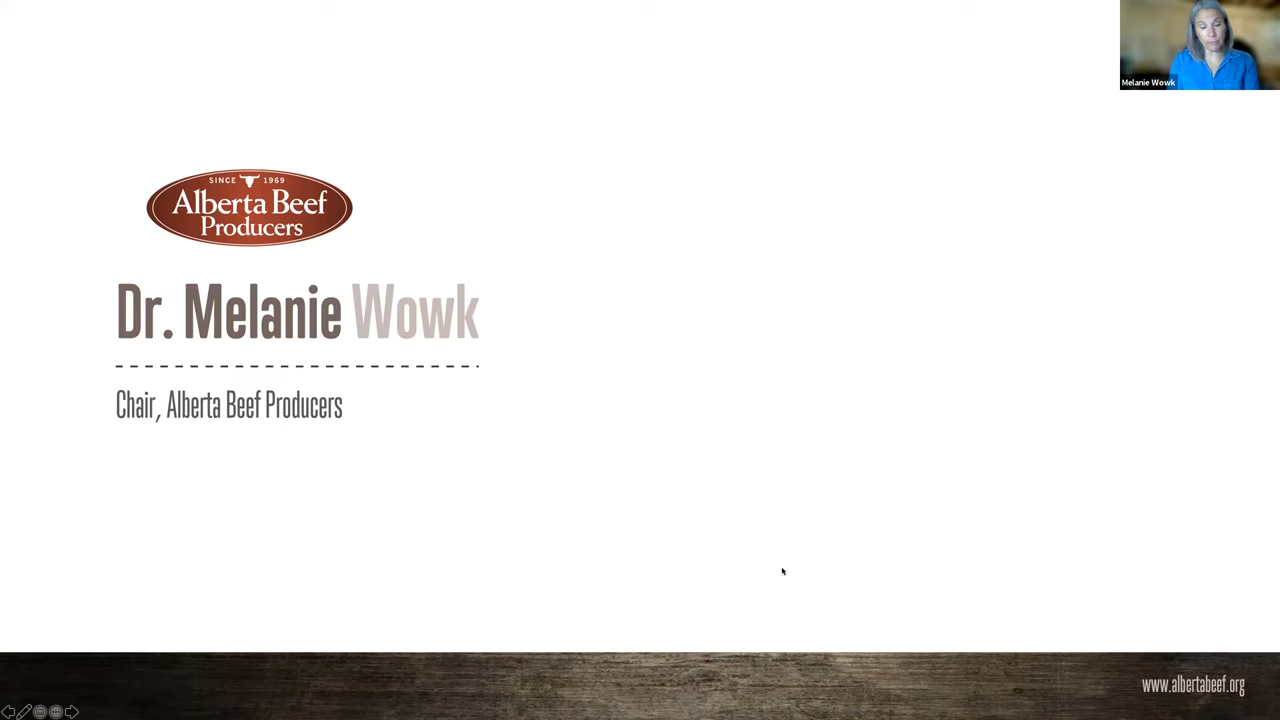 Melanie Wowk
SINCE 1969
Alberta Beef
Producers
Dr. Melanie Wowk
Chair, Alberta Beef Producers
www.albertabeef.org